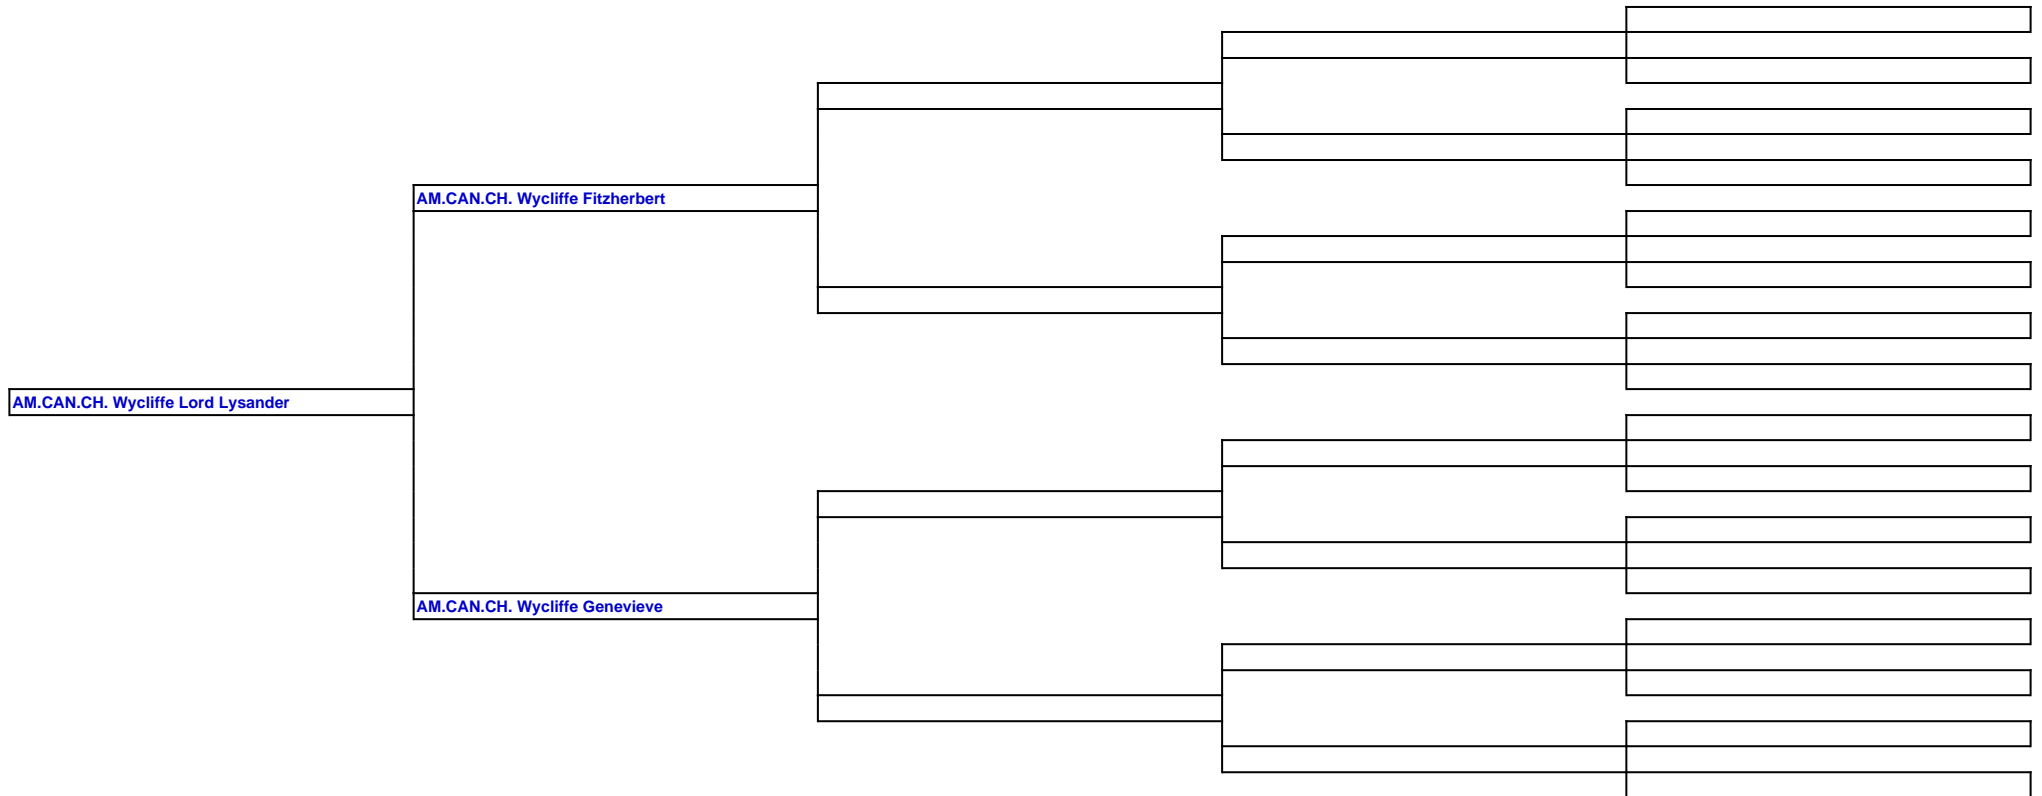 AM.CAN.CH. Wycliffe Fitzherbert
AM.CAN.CH. Wycliffe Lord Lysander
AM.CAN.CH. Wycliffe Genevieve